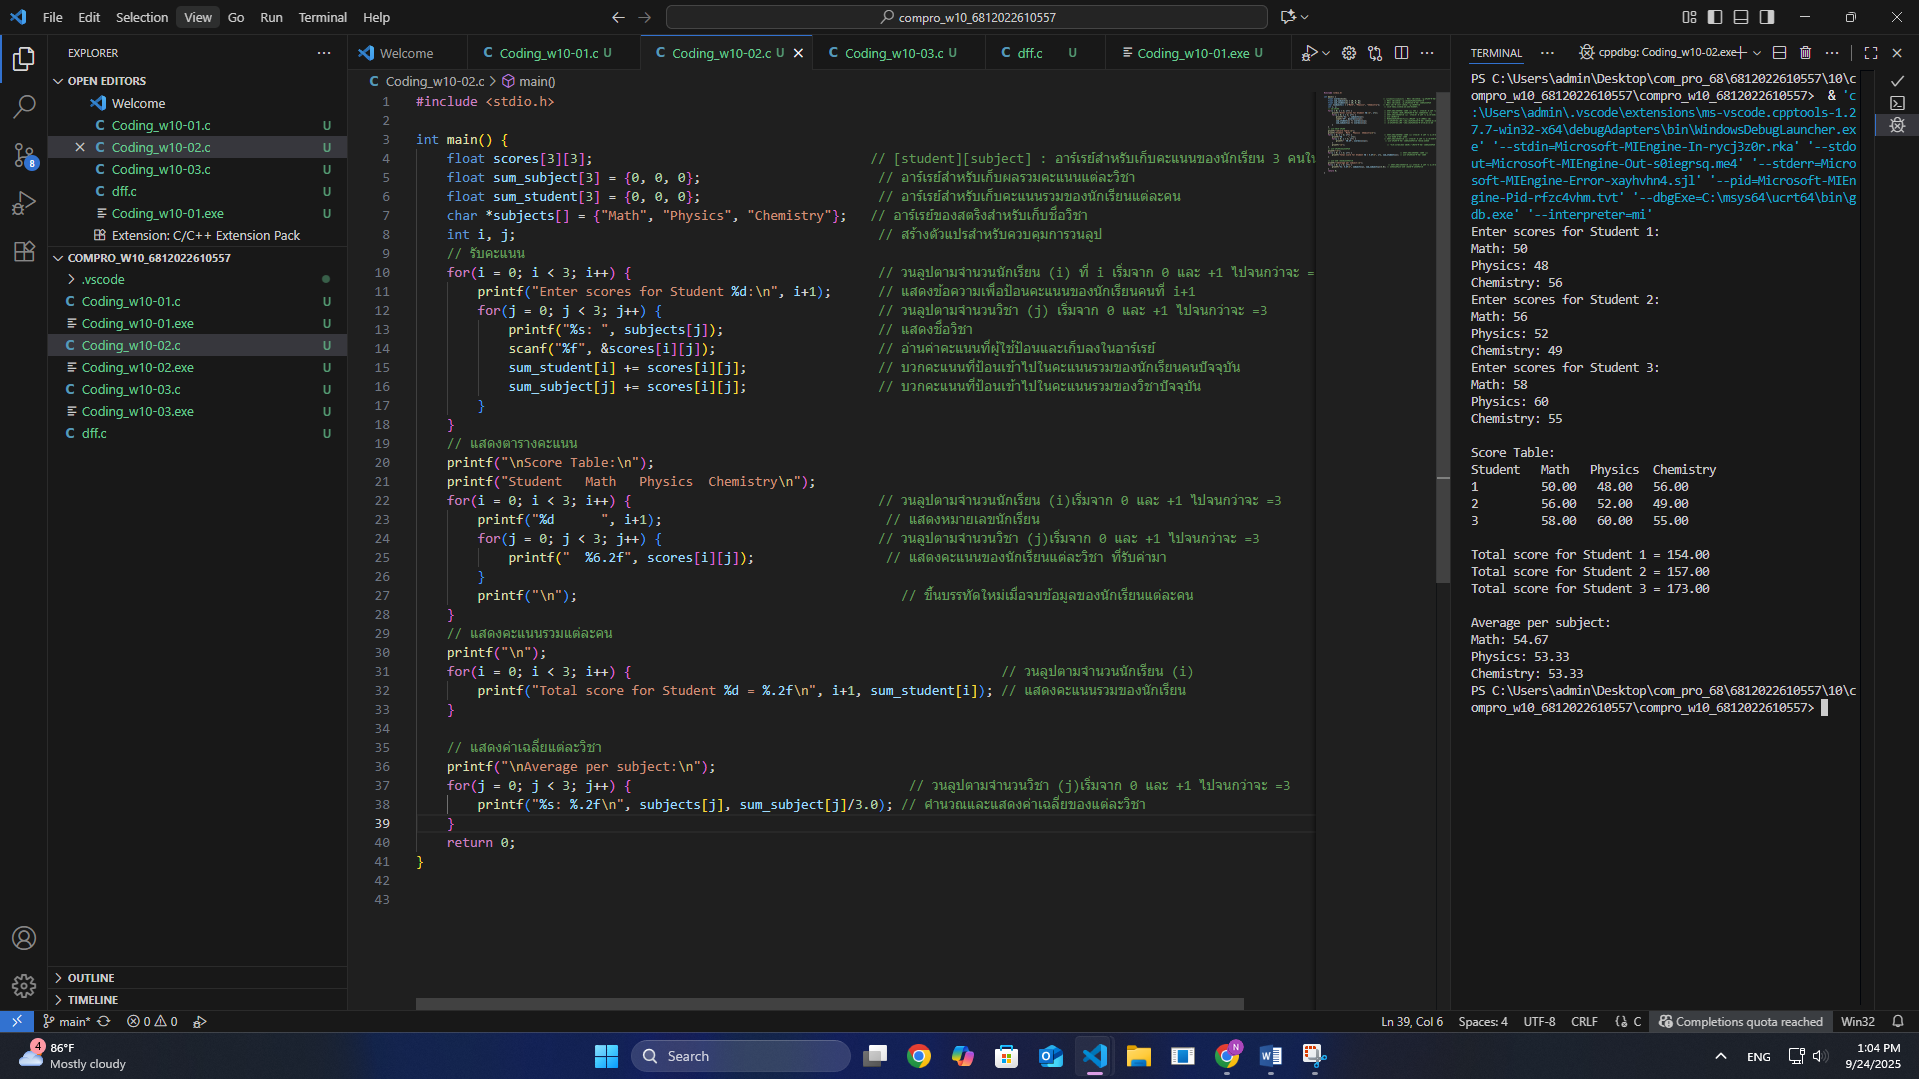 File Edit Selection View Go Run Terminal Help
compro_w10_6812022610557
EXPLORER
OPEN EDITORS
Welcome
Coding_w10-01.c U
Coding_w10-02.c U
Coding_w10-03.c U
dff.c U
Coding_w10-01.exe U
Extension: C/C++ Extension Pack
COMPRO_W10_6812022610557
.vscode
Coding_w10-01.c U
Coding_w10-01.exe U
Coding_w10-02.c U
Coding_w10-02.exe U
Coding_w10-03.c U
Coding_w10-03.exe U
dff.c U
OUTLINE
TIMELINE
8
Welcome Coding_w10-01.c U Coding_w10-02.c U Coding_w10-03.c U dff.c U Coding_w10-01.exe U
Coding_w10-02.c > main()
1 #include <stdio.h>
2
3 int main() {
4 float scores[3][3]; // [student][subject] : อาร์เรย์สำหรับเก็บคะแนนของนักเรียน 3 คนใน
5 float sum_subject[3] = {0, 0, 0}; // อาร์เรย์สำหรับเก็บผลรวมคะแนนแต่ละวิชา
6 float sum_student[3] = {0, 0, 0}; // อาร์เรย์สำหรับเก็บคะแนนรวมของนักเรียนแต่ละคน
7 char *subjects[] = {"Math", "Physics", "Chemistry"}; // อาร์เรย์ของสตริงสำหรับเก็บชื่อวิชา
8 int i, j; // สร้างตัวแปรสำหรับควบคุมการวนลูป
9 // รับคะแนน
10 for(i = 0; i < 3; i++) { // วนลูปตามจำนวนนักเรียน (i) ที่ i เริ่มจาก 0 และ +1 ไปจนกว่าจะ =
11 printf("Enter scores for Student %d:\n", i+1); // แสดงข้อความเพื่อป้อนคะแนนของนักเรียนคนที่ i+1
12 for(j = 0; j < 3; j++) { // วนลูปตามจำนวนวิชา (j) เริ่มจาก 0 และ +1 ไปจนกว่าจะ =3
13 printf("%s: ", subjects[j]); // แสดงชื่อวิชา
14 scanf("%f", &scores[i][j]); // อ่านค่าคะแนนที่ผู้ใช้ป้อนและเก็บลงในอาร์เรย์
15 sum_student[i] += scores[i][j]; // บวกคะแนนที่ป้อนเข้าไปในคะแนนรวมของนักเรียนคนปัจจุบัน
16 sum_subject[j] += scores[i][j]; // บวกคะแนนที่ป้อนเข้าไปในคะแนนรวมของวิชาปัจจุบัน
17 }
18 }
19 // แสดงตารางคะแนน
20 printf("\nScore Table:\n");
21 printf("Student   Math   Physics  Chemistry\n");
22 for(i = 0; i < 3; i++) { // วนลูปตามจำนวนนักเรียน (i)เริ่มจาก 0 และ +1 ไปจนกว่าจะ =3
23 printf("%d      ", i+1); // แสดงหมายเลขนักเรียน
24 for(j = 0; j < 3; j++) { // วนลูปตามจำนวนวิชา (j)เริ่มจาก 0 และ +1 ไปจนกว่าจะ =3
25 printf("  %6.2f", scores[i][j]); // แสดงคะแนนของนักเรียนแต่ละวิชา ที่รับค่ามา
26 }
27 printf("\n"); // ขึ้นบรรทัดใหม่เมื่อจบข้อมูลของนักเรียนแต่ละคน
28 }
29 // แสดงคะแนนรวมแต่ละคน
30 printf("\n");
31 for(i = 0; i < 3; i++) { // วนลูปตามจำนวนนักเรียน (i)
32 printf("Total score for Student %d = %.2f\n", i+1, sum_student[i]); // แสดงคะแนนรวมของนักเรียน
33 }
34
35 // แสดงค่าเฉลี่ยแต่ละวิชา
36 printf("\nAverage per subject:\n");
37 for(j = 0; j < 3; j++) { // วนลูปตามจำนวนวิชา (j)เริ่มจาก 0 และ +1 ไปจนกว่าจะ =3
38 printf("%s: %.2f\n", subjects[j], sum_subject[j]/3.0); // คำนวณและแสดงค่าเฉลี่ยของแต่ละวิชา
39 }
40 return 0;
41 }
42
43
TERMINAL cppdbg: Coding_w10-02.exe
PS C:\Users\admin\Desktop\com_pro_68\6812022610557\10\c
ompro_w10_6812022610557\compro_w10_6812022610557>  & 'c
:\Users\admin\.vscode\extensions\ms-vscode.cpptools-1.2
7.7-win32-x64\debugAdapters\bin\WindowsDebugLauncher.ex
e' '--stdin=Microsoft-MIEngine-In-rycj3z0r.rka' '--stdo
ut=Microsoft-MIEngine-Out-s0iegrsq.me4' '--stderr=Micro
soft-MIEngine-Error-xayhvhn4.sjl' '--pid=Microsoft-MIEn
gine-Pid-rfzc4vhm.txt' '--dbgExe=C:\msys64\ucrt64\bin\g
db.exe' '--interpreter=mi'
Enter scores for Student 1:
Math: 50
Physics: 48
Chemistry: 56
Enter scores for Student 2:
Math: 56
Physics: 52
Chemistry: 49
Enter scores for Student 3:
Math: 58
Physics: 60
Chemistry: 55
Score Table:
Student   Math   Physics  Chemistry
1         50.00   48.00   56.00
2         56.00   52.00   49.00
3         58.00   60.00   55.00
Total score for Student 1 = 154.00
Total score for Student 2 = 157.00
Total score for Student 3 = 173.00
Average per subject:
Math: 54.67
Physics: 53.33
Chemistry: 53.33
PS C:\Users\admin\Desktop\com_pro_68\6812022610557\10\c
ompro_w10_6812022610557\compro_w10_6812022610557>
main* 0 0 Ln 39, Col 6 Spaces: 4 UTF-8 CRLF {} C Completions quota reached Win32
4 86°F
Mostly cloudy
Search
N
ENG
1:04 PM
9/24/2025